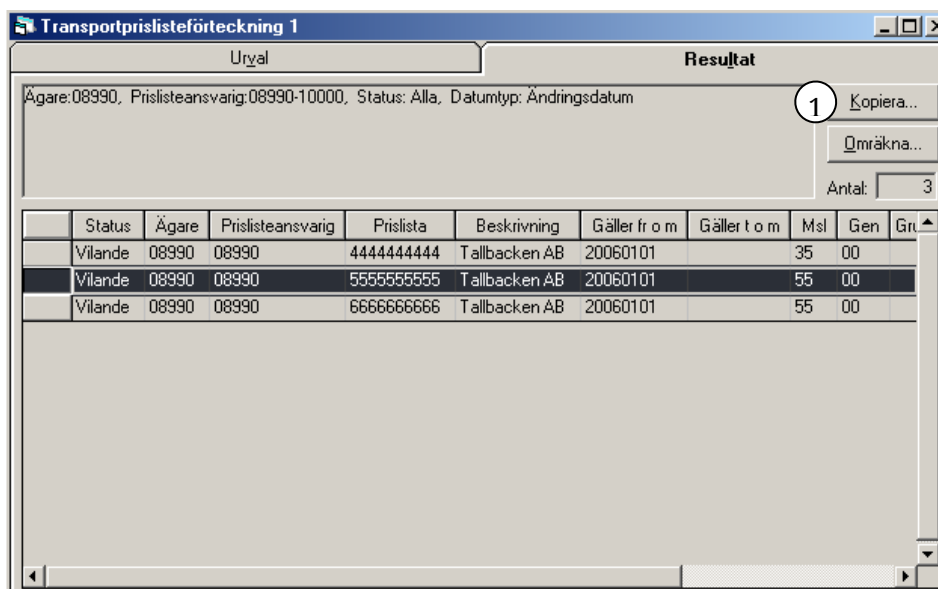 Transportprislisteförteckning 1
Urval Resultat
Ägare:08990, Prislisteansvarig:08990-10000, Status: Alla, Datumtyp: Ändringsdatum
1 Kopiera...
Omräkna...
Antal: 3
Status Ägare Prislisteansvarig Prislista Beskrivning Gäller fr o m Gäller t o m Msl Gen Gru
Vilande 08990 08990 4444444444 Tallbacken AB 20060101 35 00
Vilande 08990 08990 5555555555 Tallbacken AB 20060101 55 00
Vilande 08990 08990 6666666666 Tallbacken AB 20060101 55 00